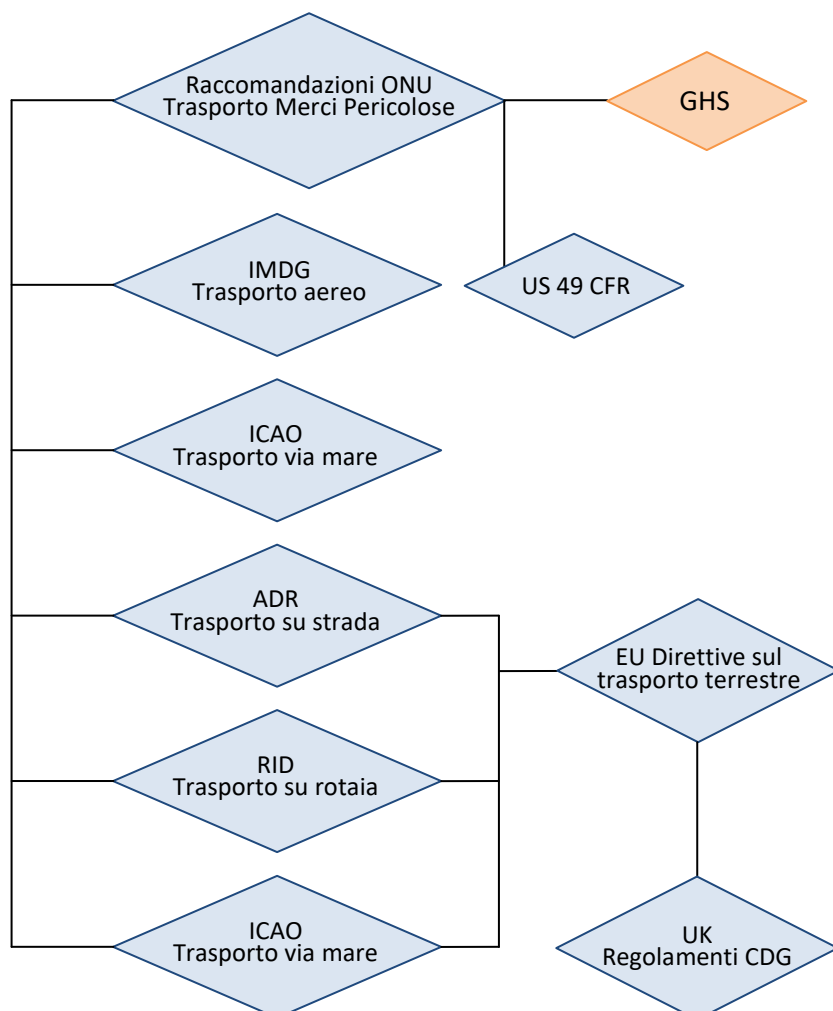 Raccomandazioni ONU
Trasporto Merci Pericolose
GHS
IMDG
Trasporto aereo
US 49 CFR
ICAO
Trasporto via mare
ADR
Trasporto su strada
EU Direttive sul
trasporto terrestre
RID
Trasporto su rotaia
ICAO
Trasporto via mare
UK
Regolamenti CDG